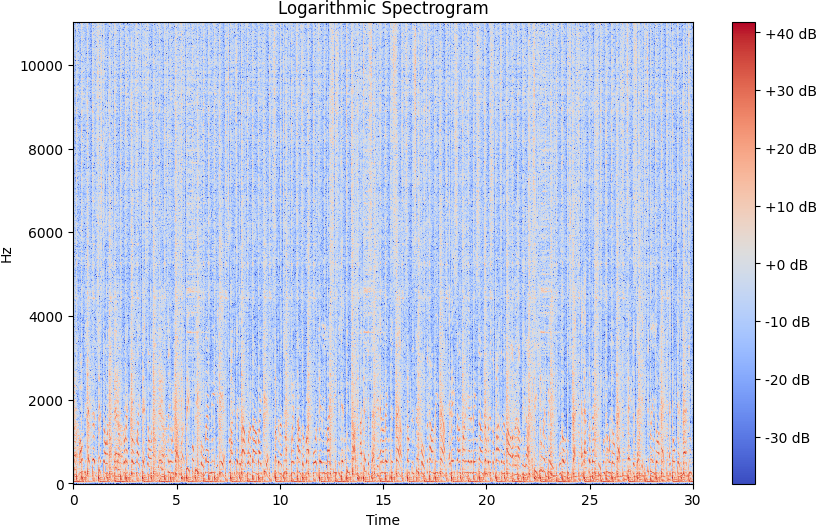 Logarithmic Spectrogram
Hz
10000
8000
6000
4000
2000
0
0 5 10 15 20 25 30
Time
+40 dB
+30 dB
+20 dB
+10 dB
+0 dB
-10 dB
-20 dB
-30 dB